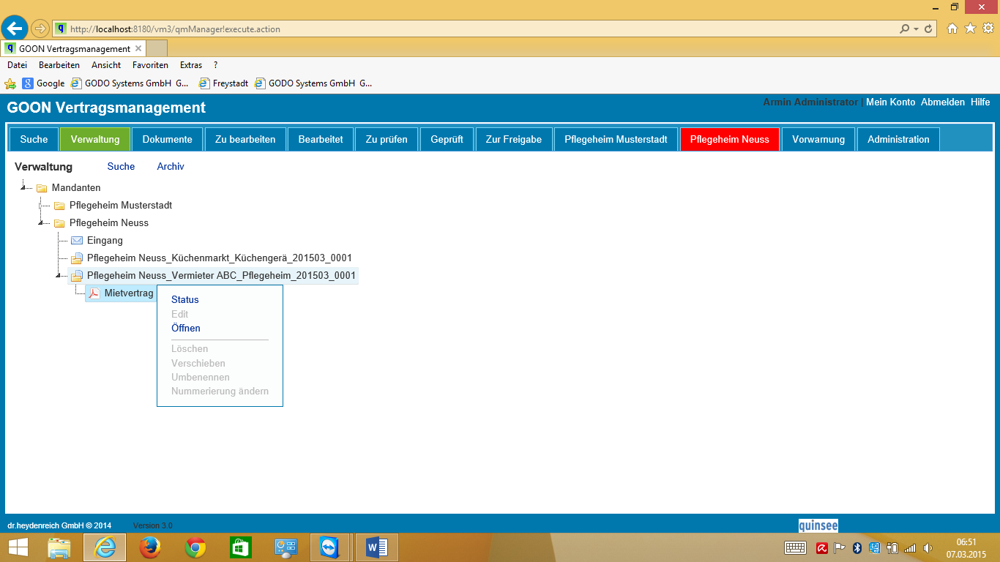 http://localhost:8180/vm3/qmManager!execute.action
GOON Vertragsmanagement
Datei Bearbeiten Ansicht Favoriten Extras ?
Google GODO Systems GmbH G... Freystadt GODO Systems GmbH G...
GOON Vertragsmanagement
Armin Administrator | Mein Konto Abmelden Hilfe
Suche Verwaltung Dokumente Zu bearbeiten Bearbeitet Zu prüfen Geprüft Zur Freigabe Pflegeheim Musterstadt Pflegeheim Neuss Vorwarnung Administration
Verwaltung Suche Archiv
Mandanten
Pflegeheim Musterstadt
Pflegeheim Neuss
Eingang
Pflegeheim Neuss_Küchenmarkt_Küchengerä_201503_0001
Pflegeheim Neuss_Vermieter ABC_Pflegeheim_201503_0001
Mietvertrag
Status
Edit
Öffnen
Löschen
Verschieben
Umbenennen
Nummerierung ändern
dr.heydenreich GmbH © 2014 Version 3.0
quinsee
06:51
07.03.2015